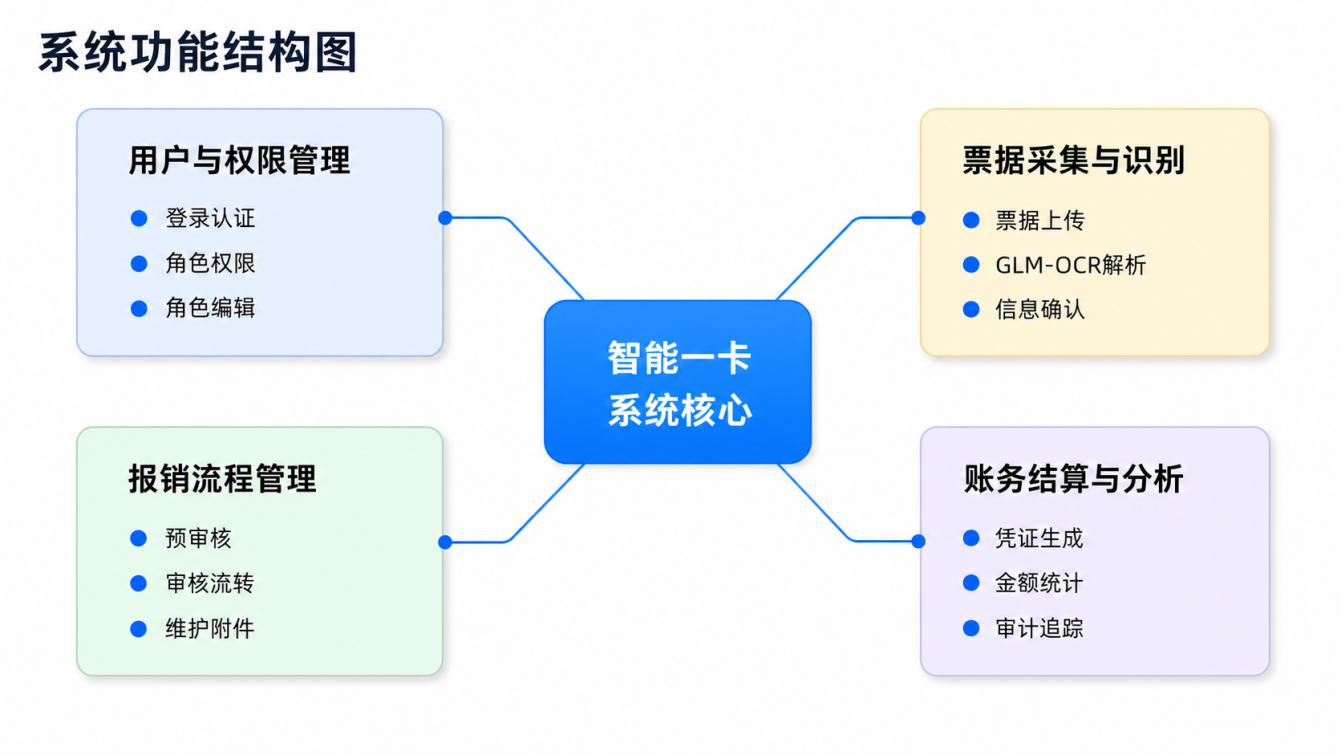 系统功能结构图
用户与权限管理
登录认证
角色权限
角色编辑
票据采集与识别
票据上传
GLM-OCR解析
信息确认
智能一卡
系统核心
报销流程管理
预审核
审核流转
维护附件
账务结算与分析
凭证生成
金额统计
审计追踪